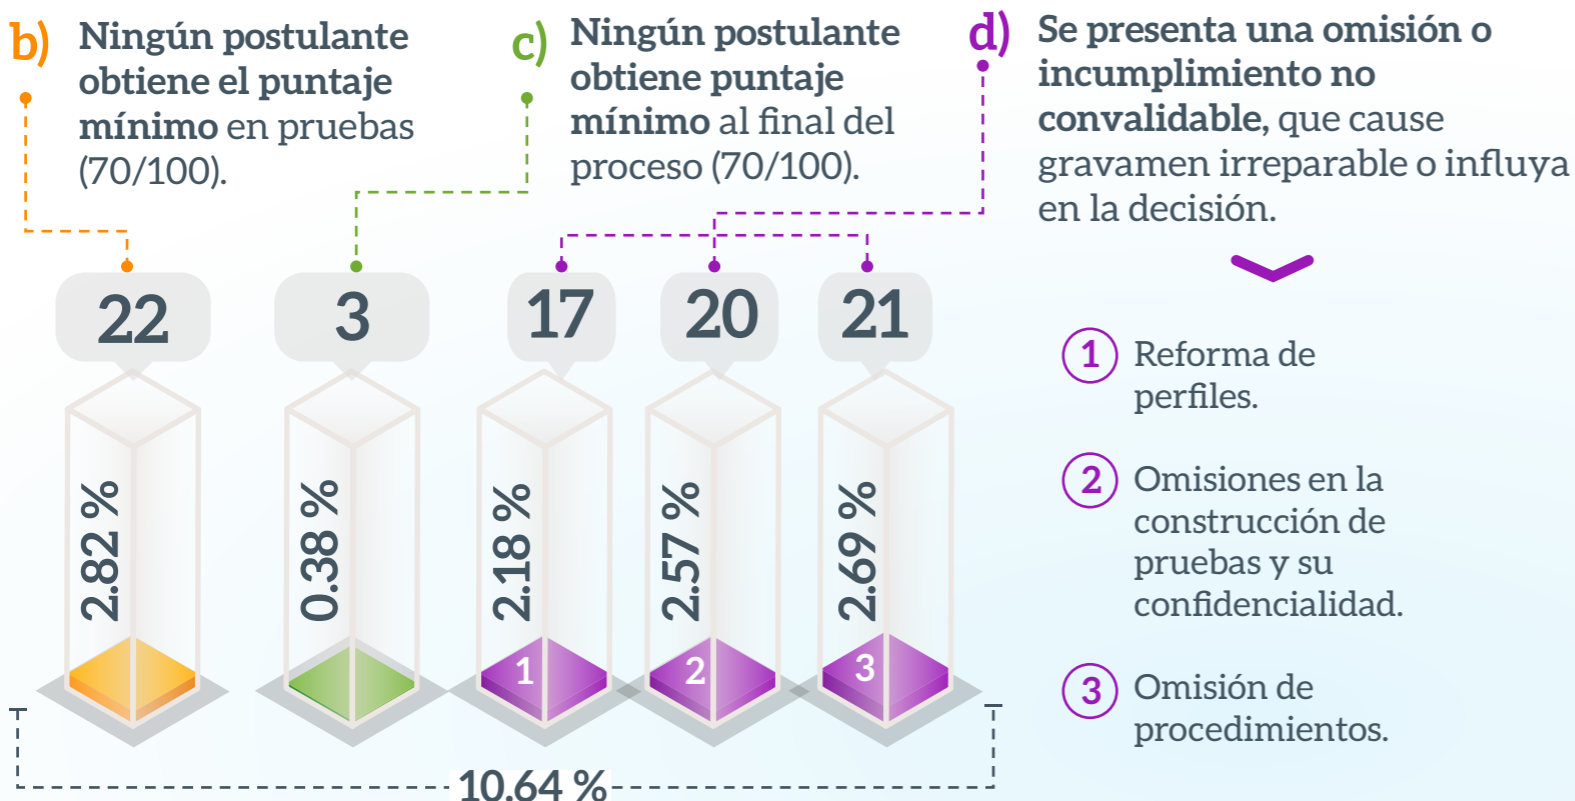 b) Ningún postulante
obtiene el puntaje
mínimo en pruebas
(70/100).
c) Ningún postulante
obtiene puntaje
mínimo al final del
proceso (70/100).
d) Se presenta una omisión o
incumplimiento no
convalidable, que cause
gravamen irreparable o influya
en la decisión.
22
3
17
20
21
2.82 %
0.38 %
2.18 %
2.57 %
2.69 %
1
2
3
10.64 %
1 Reforma de
perfiles.
2 Omisiones en la
construcción de
pruebas y su
confidencialidad.
3 Omisión de
procedimientos.